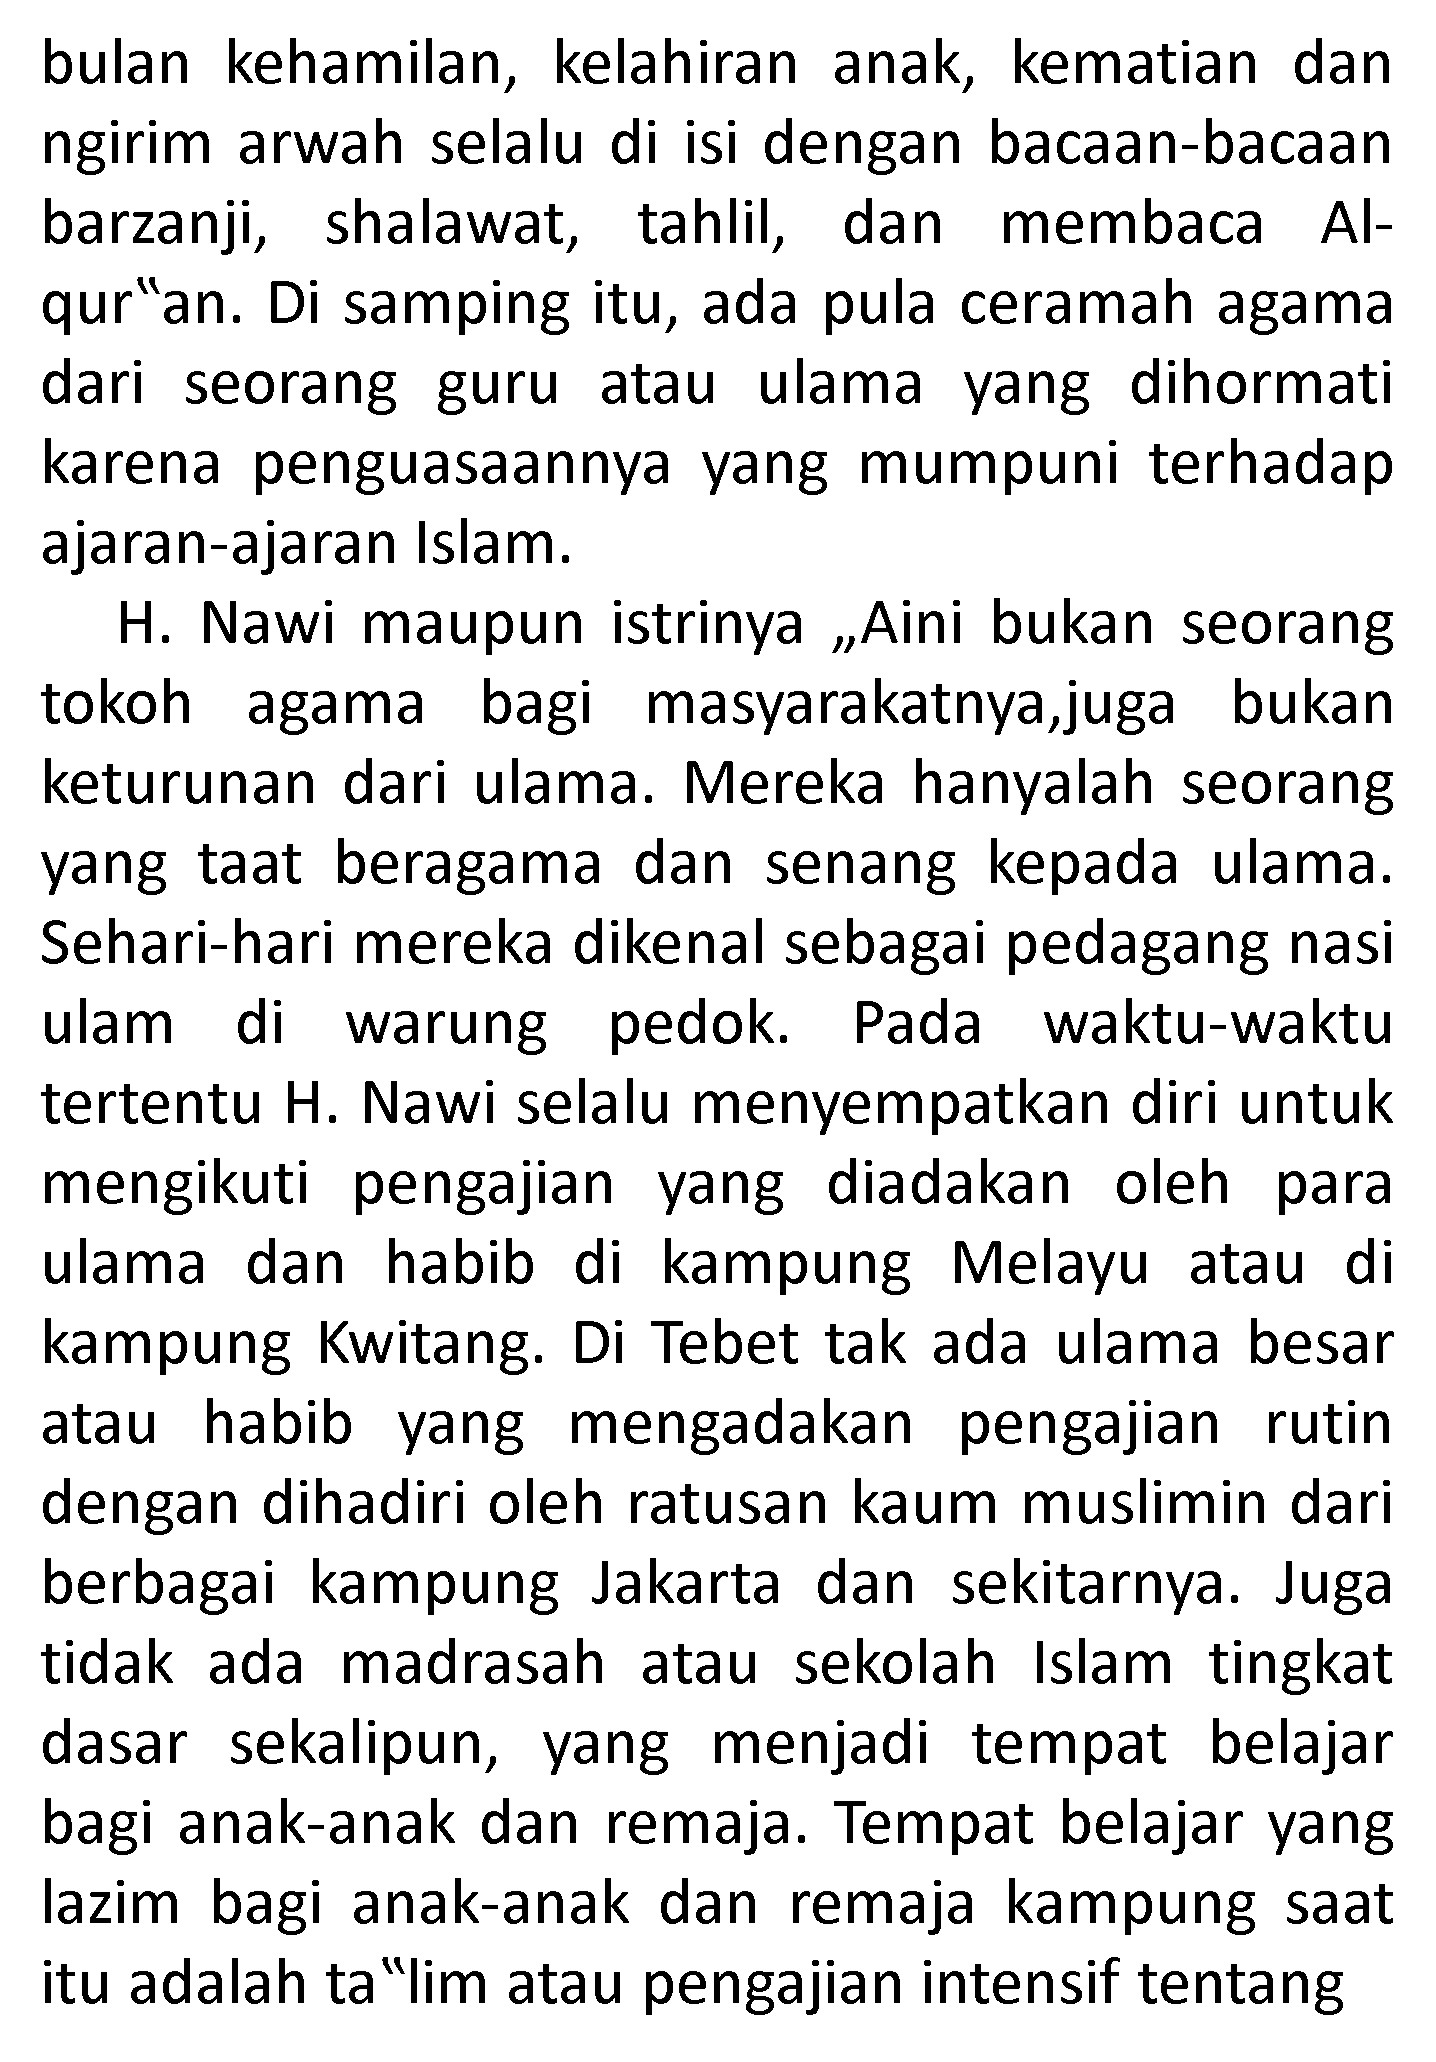 bulan kehamilan, kelahiran anak, kematian dan
ngirim arwah selalu di isi dengan bacaan-bacaan
barzanji, shalawat, tahlil, dan membaca Al-
qur‟an. Di samping itu, ada pula ceramah agama
dari seorang guru atau ulama yang dihormati
karena penguasaannya yang mumpuni terhadap
ajaran-ajaran Islam.
H. Nawi maupun istrinya „Aini bukan seorang
tokoh agama bagi masyarakatnya,juga bukan
keturunan dari ulama. Mereka hanyalah seorang
yang taat beragama dan senang kepada ulama.
Sehari-hari mereka dikenal sebagai pedagang nasi
ulam di warung pedok. Pada waktu-waktu
tertentu H. Nawi selalu menyempatkan diri untuk
mengikuti pengajian yang diadakan oleh para
ulama dan habib di kampung Melayu atau di
kampung Kwitang. Di Tebet tak ada ulama besar
atau habib yang mengadakan pengajian rutin
dengan dihadiri oleh ratusan kaum muslimin dari
berbagai kampung Jakarta dan sekitarnya. Juga
tidak ada madrasah atau sekolah Islam tingkat
dasar sekalipun, yang menjadi tempat belajar
bagi anak-anak dan remaja. Tempat belajar yang
lazim bagi anak-anak dan remaja kampung saat
itu adalah ta‟lim atau pengajian intensif tentang